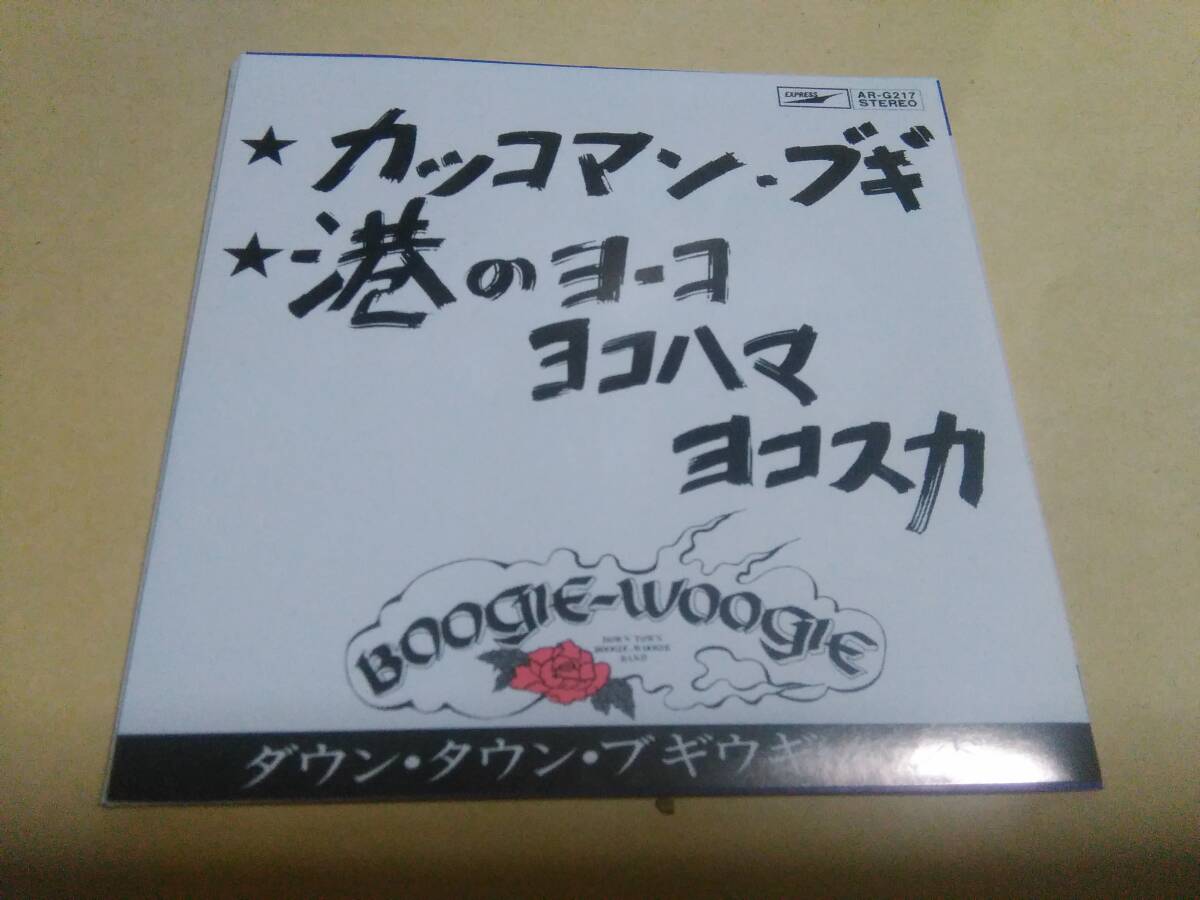 EXPRESS
AR-G217
STEREO
★カッコマン・ブギ
★港のヨーコ
ヨコハマ
ヨコスカ
BOOGIE-WOOGIE
DOWN TOWN
BOOGIE-WOOGIE
BAND
ダウン・タウン・ブギウギ